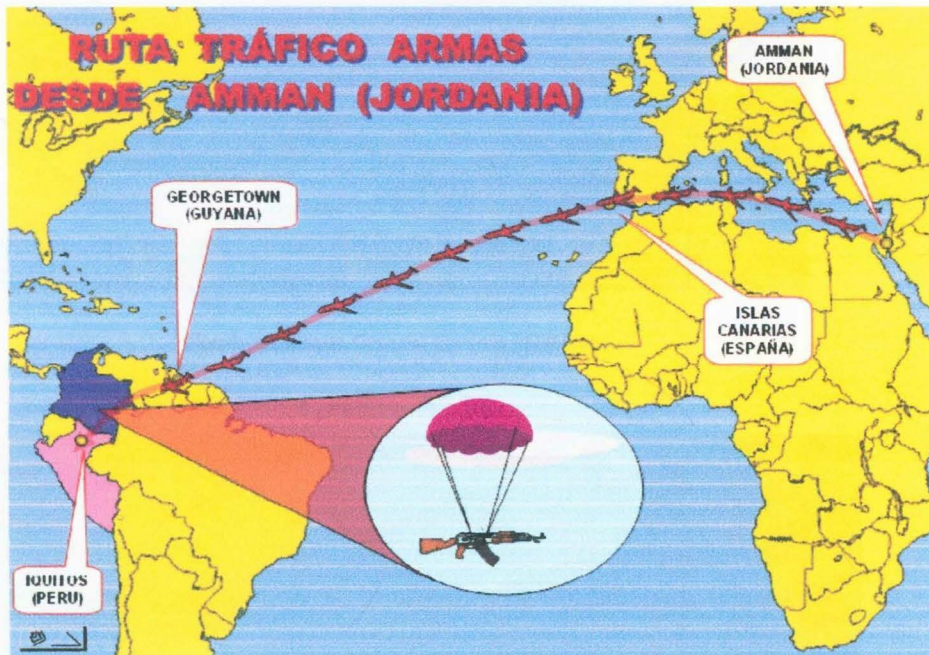 RUTA TRÁFICO ARMAS
DESDE AMMAN (JORDANIA)
AMMAN
(JORDANIA)
GEORGETOWN
(GUYANA)
ISLAS
CANARIAS
(ESPAÑA)
IQUITOS
(PERU)